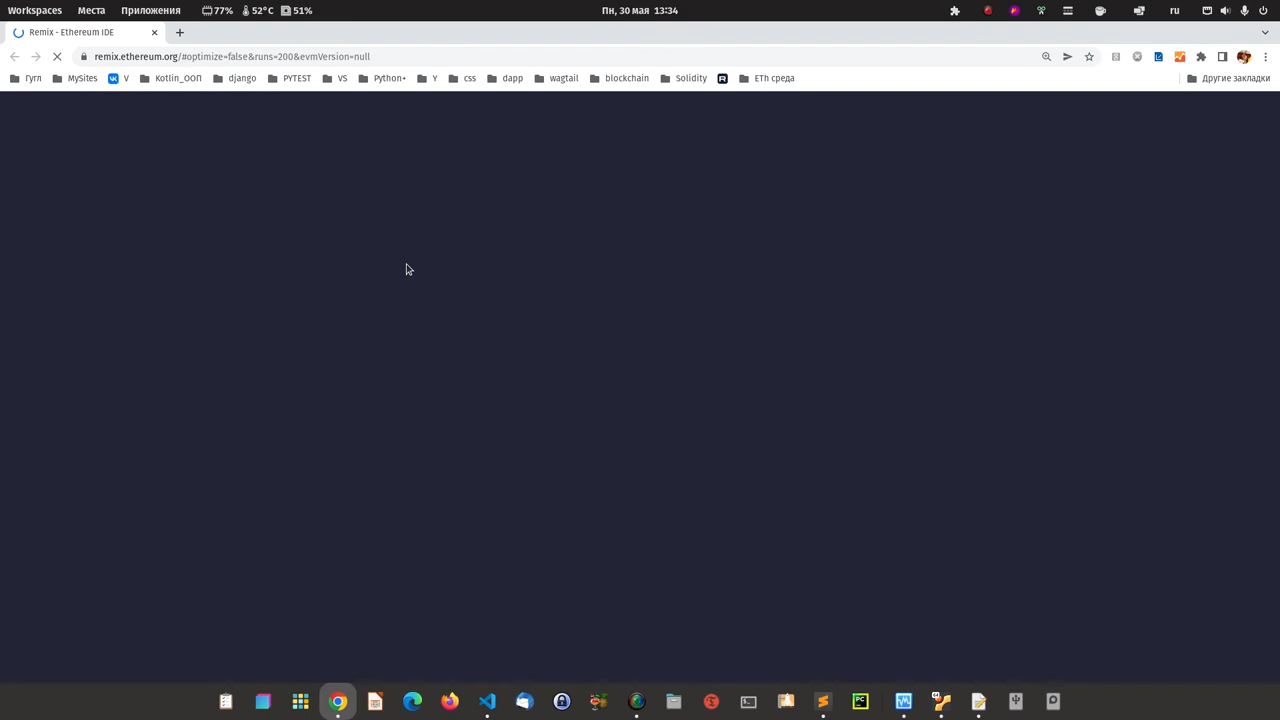 Workspaces Места Приложения 77% 52°C 51% Пн, 30 мая 13:34 ru
Remix - Ethereum IDE
remix.ethereum.org/#optimize=false&runs=200&evmVersion=null
Гугл MySites V Kotlin_ООП django PYTEST VS Python+ Y css dapp wagtail blockchain Solidity ETh среда Другие закладки